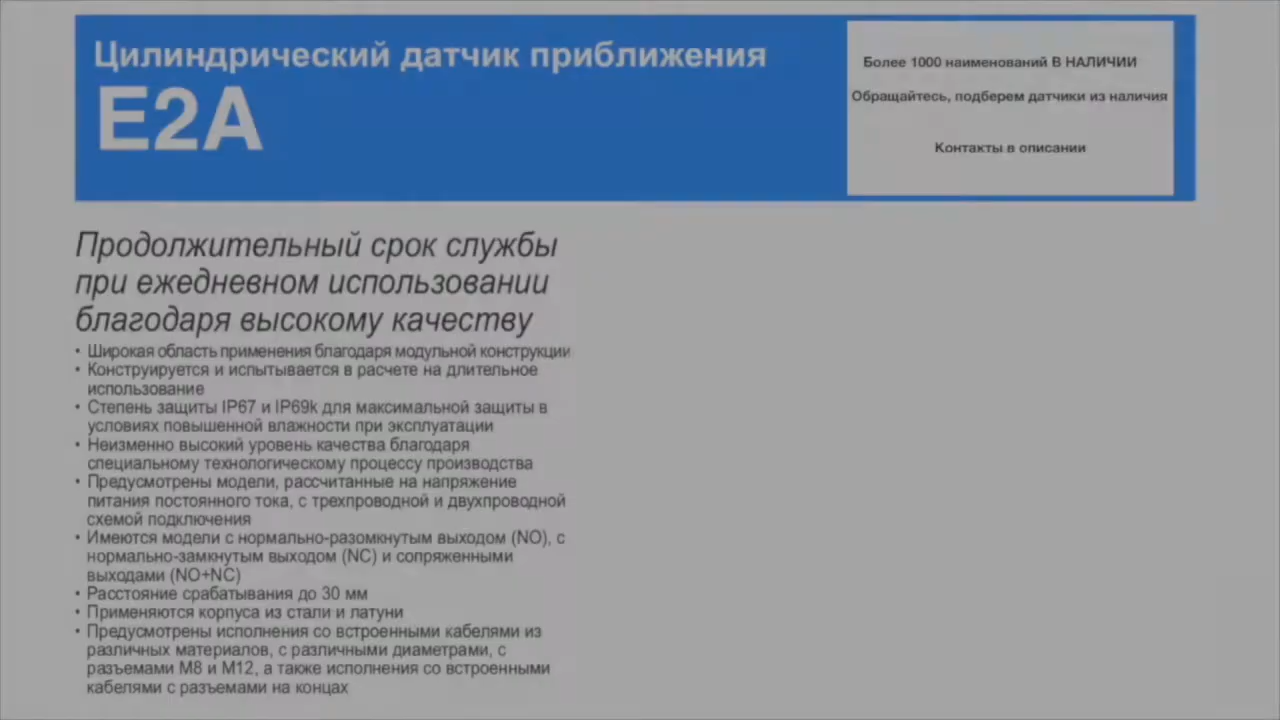 Цилиндрический датчик приближения
E2A
Более 1000 наименований В НАЛИЧИИ
Обращайтесь, подберем датчики из наличия
Контакты в описании
Продолжительный срок службы
при ежедневном использовании
благодаря высокому качеству
• Широкая область применения благодаря модульной конструкции
• Конструируется и испытывается в расчете на длительное
использование
• Степень защиты IP67 и IP69k для максимальной защиты в
условиях повышенной влажности при эксплуатации
• Неизменно высокий уровень качества благодаря
специальному технологическому процессу производства
• Предусмотрены модели, рассчитанные на напряжение
питания постоянного тока, с трехпроводной и двухпроводной
схемой подключения
• Имеются модели с нормально-разомкнутым выходом (NO), с
нормально-замкнутым выходом (NC) и сопряженными
выходами (NO+NC)
• Расстояние срабатывания до 30 мм
• Применяются корпуса из стали и латуни
• Предусмотрены исполнения со встроенными кабелями из
различных материалов, с различными диаметрами, с
разъемами M8 и M12, а также исполнения со встроенными
кабелями с разъемами на концах